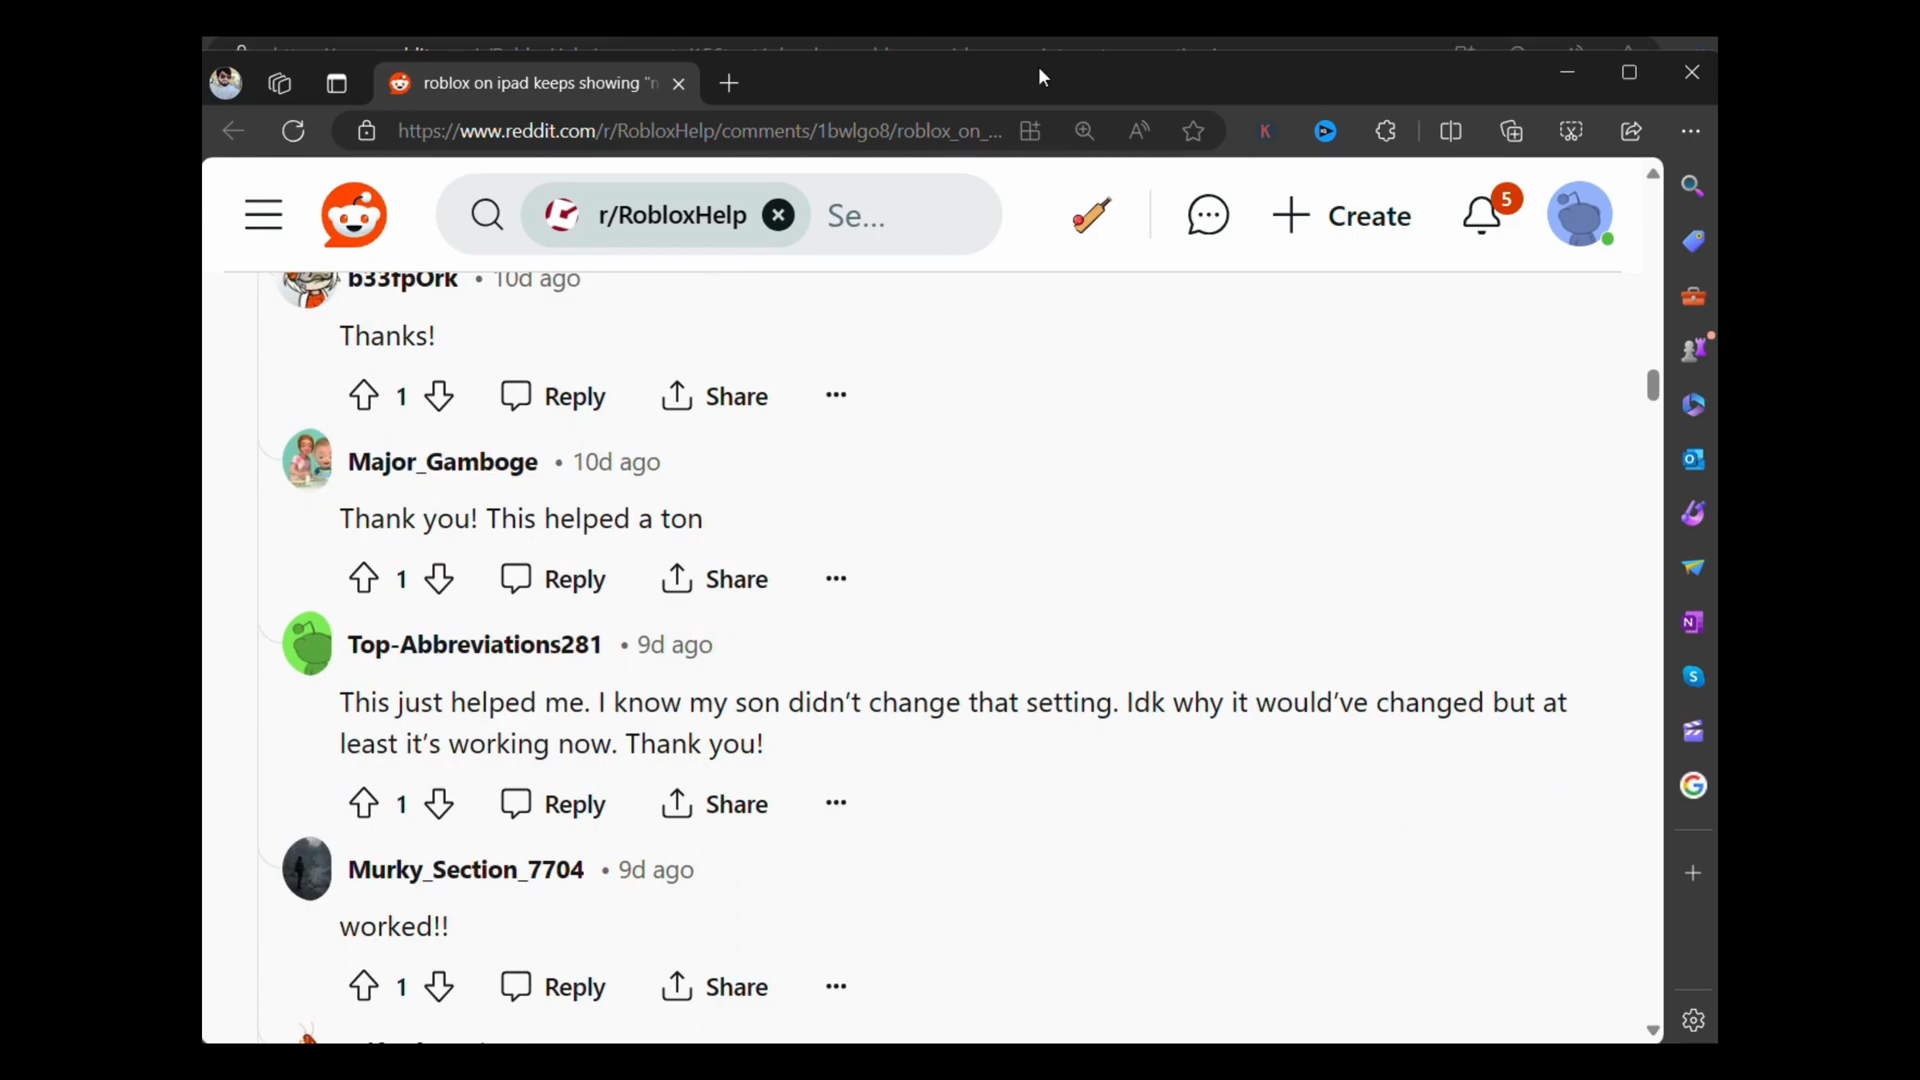 roblox on ipad keeps showing "n
https://www.reddit.com/r/RobloxHelp/comments/1bwlgo8/roblox_on_...
r/RobloxHelp
Se...
Create
5
b33fpOrk • 10d ago
Thanks!
1 Reply Share
Major_Gamboge • 10d ago
Thank you! This helped a ton
1 Reply Share
Top-Abbreviations281 • 9d ago
This just helped me. I know my son didn't change that setting. Idk why it would've changed but at
least it's working now. Thank you!
1 Reply Share
Murky_Section_7704 • 9d ago
worked!!
1 Reply Share